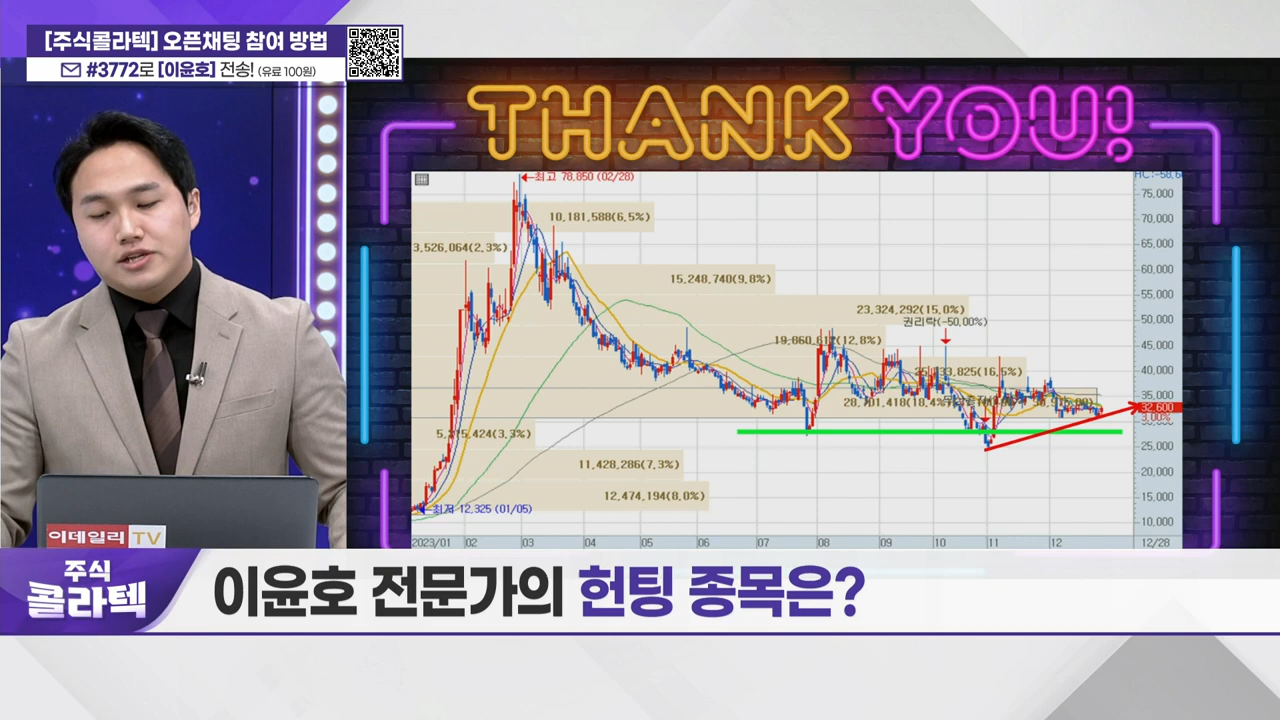 [주식콜라텍] 오픈채팅 참여 방법
#3772로 [이윤호] 전송! (유료 100원)
THANK YOU!
최고 78,850 (02/28)
10,181,588(6.5%)
3,526,064(2.3%)
15,248,740(9.8%)
23,324,292(15.0%)
권리락(-50.00%)
19,860,612(12.8%)
(16.5%)
28,701,418(18.4%)
5,215,424(3.3%)
11,428,286(7.3%)
12,474,194(8.0%)
최저 12,325 (01/05)
75,000
70,000
65,000
60,000
55,000
50,000
45,000
40,000
35,000
32,600
3.00%
25,000
20,000
15,000
10,000
2023/01 02 03 04 05 06 07 08 09 10 11 12 12/28
이데일리 TV
주식
콜라텍
이윤호 전문가의 헌팅 종목은?